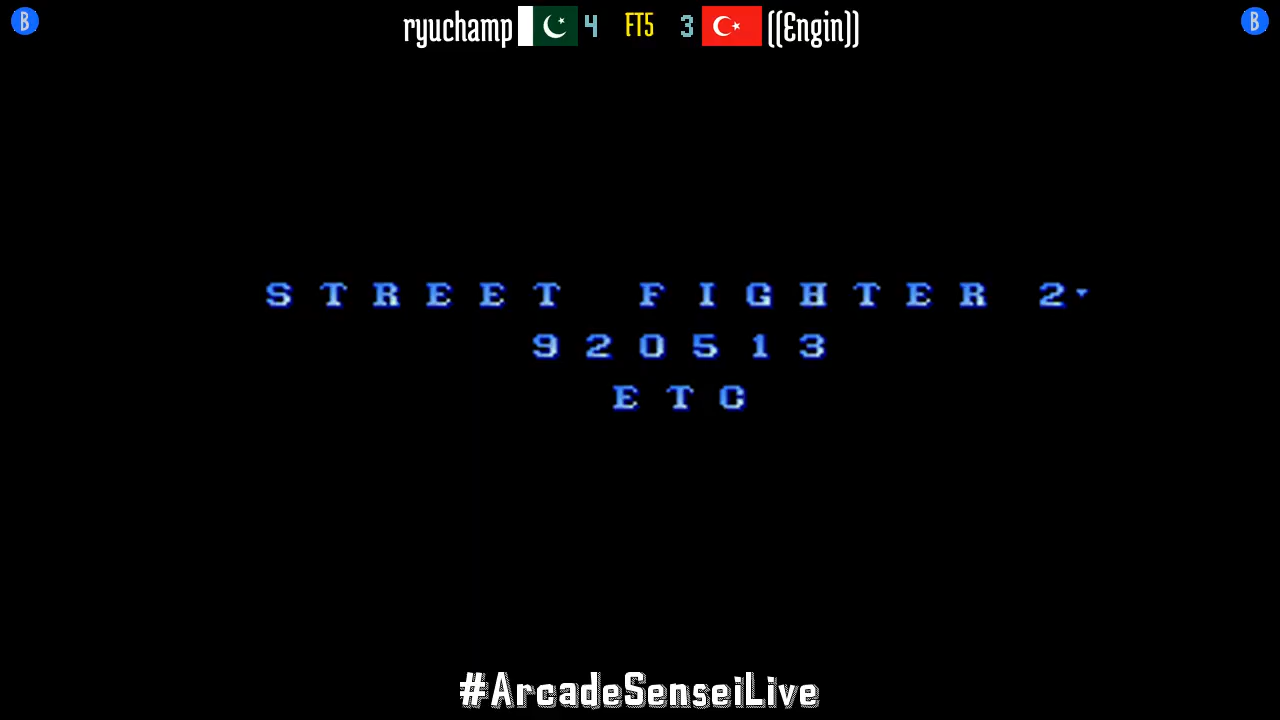 B ryuchamp 4 FT5 3 ((Engin)) B
STREET FIGHTER 2'
920513
ETC
#ArcadeSenseiLive